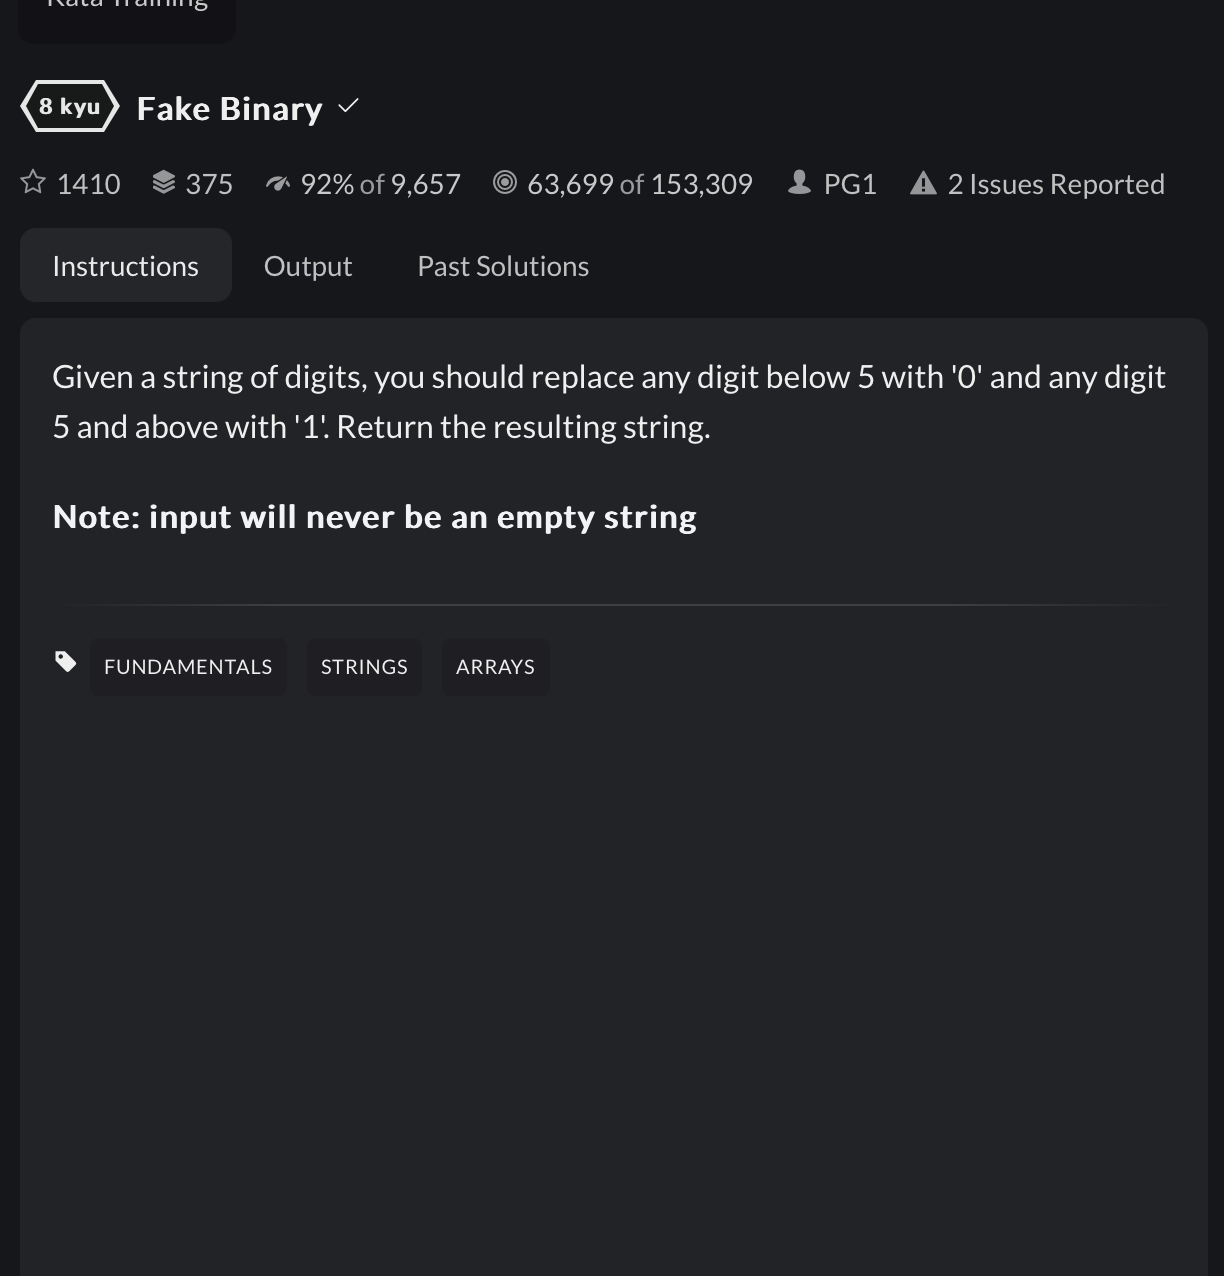 Kata Training
8 kyu Fake Binary
1410 375 92% of 9,657 63,699 of 153,309 PG1 2 Issues Reported
Instructions Output Past Solutions
Given a string of digits, you should replace any digit below 5 with '0' and any digit
5 and above with '1'. Return the resulting string.
Note: input will never be an empty string
FUNDAMENTALS STRINGS ARRAYS